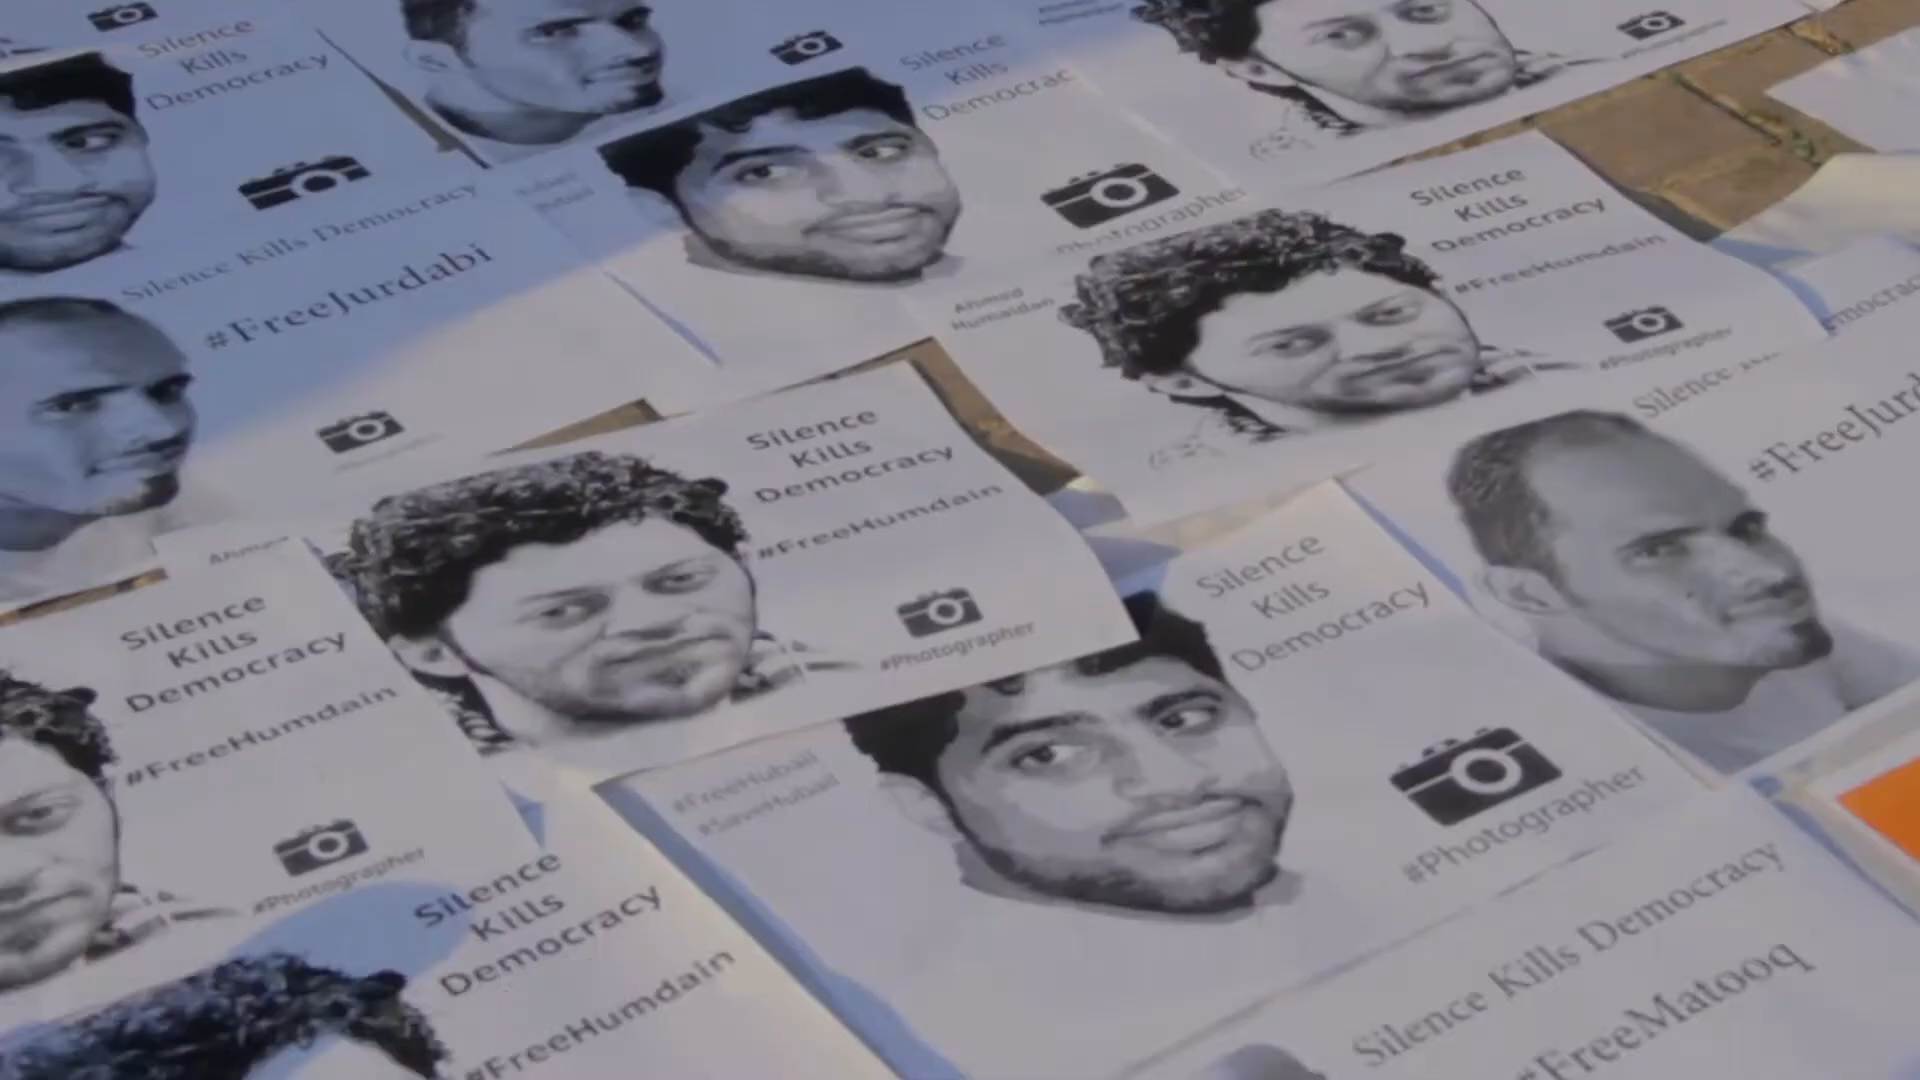 Silence
Kills
Democracy
Silence
Kills
Democrac
Silence Kills Democracy
#FreeJurdabi
#Photographer
Ahmed
Humaidan
Silence
Kills
Democracy
#FreeHumdain
#Photographer
Silence
#FreeJurd
Silence
Kills
Democracy
#FreeHumdain
#Photographer
Silence
Kills
Democracy
#FreeHumdain
#Photographer
#FreeHubail
#SaveHubail
Silence
Kills
Democracy
#Photographer
Silence
Kills
Democracy
#FreeHumdain
Silence Kills Democracy
#FreeMatooq